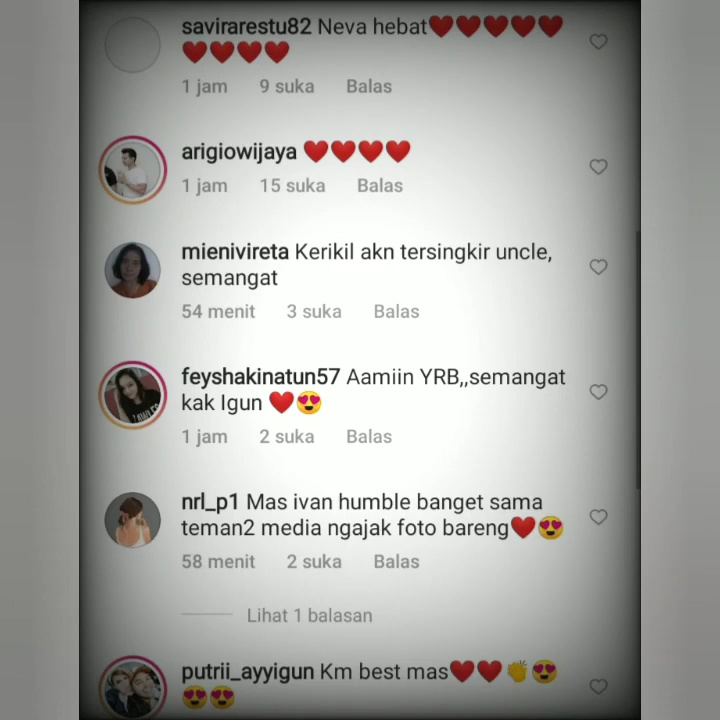 savirarestu82 Neva hebat❤️❤️❤️❤️❤️
❤️❤️❤️❤️
1 jam 9 suka Balas
arigiowijaya ❤️❤️❤️❤️
1 jam 15 suka Balas
mienivireta Kerikil akn tersingkir uncle,
semangat
54 menit 3 suka Balas
feyshakinatun57 Aamiin YRB,,semangat
kak Igun ❤️😍
1 jam 2 suka Balas
nrl_p1 Mas ivan humble banget sama
teman2 media ngajak foto bareng❤️😍
58 menit 2 suka Balas
Lihat 1 balasan
putrii_ayyigun Km best mas❤️❤️👏😍
😍😍